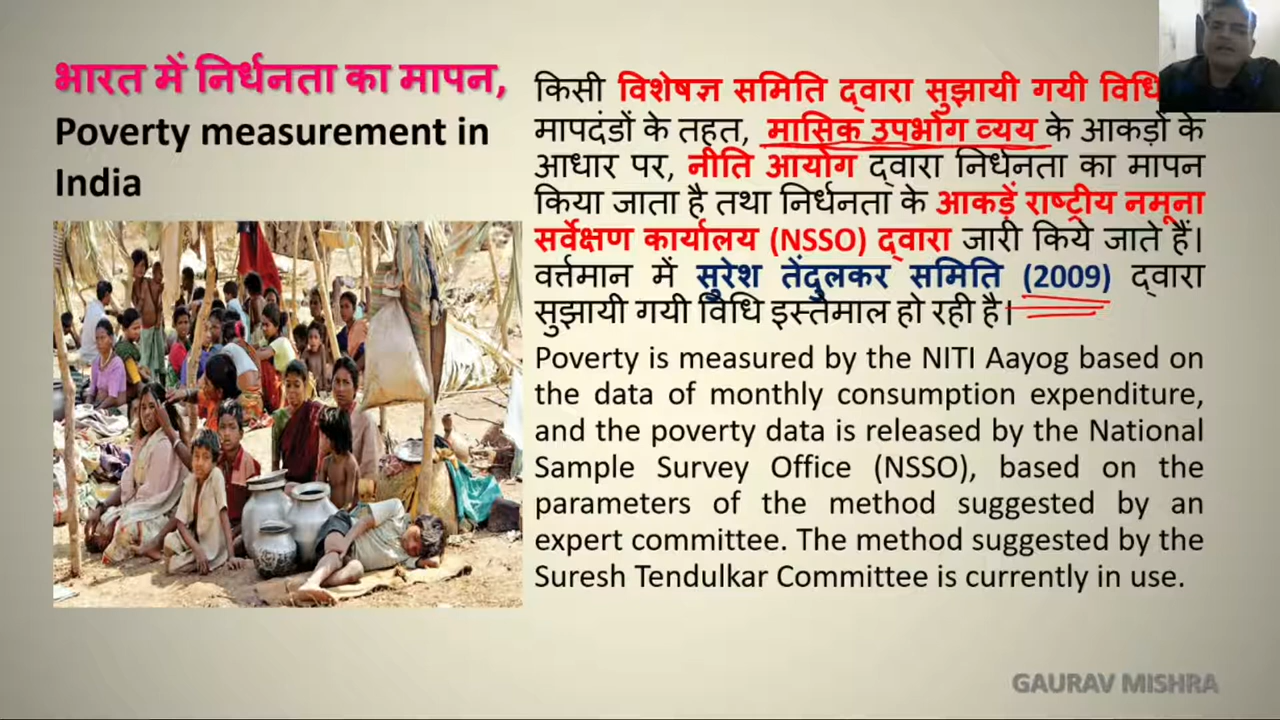 भारत में निर्धनता का मापन,
Poverty measurement in
India
किसी विशेषज्ञ समिति द्वारा सुझायी गयी विधि
मापदंडों के तहत, मासिक उपभोग व्यय के आकड़ों के
आधार पर, नीति आयोग द्वारा निर्धनता का मापन
किया जाता है तथा निर्धनता के आकड़ें राष्ट्रीय नमूना
सर्वेक्षण कार्यालय (NSSO) द्वारा जारी किये जाते हैं।
वर्तमान में सुरेश तेंदुलकर समिति (2009) द्वारा
सुझायी गयी विधि इस्तेमाल हो रही है।
Poverty is measured by the NITI Aayog based on
the data of monthly consumption expenditure,
and the poverty data is released by the National
Sample Survey Office (NSSO), based on the
parameters of the method suggested by an
expert committee. The method suggested by the
Suresh Tendulkar Committee is currently in use.
GAURAV MISHRA